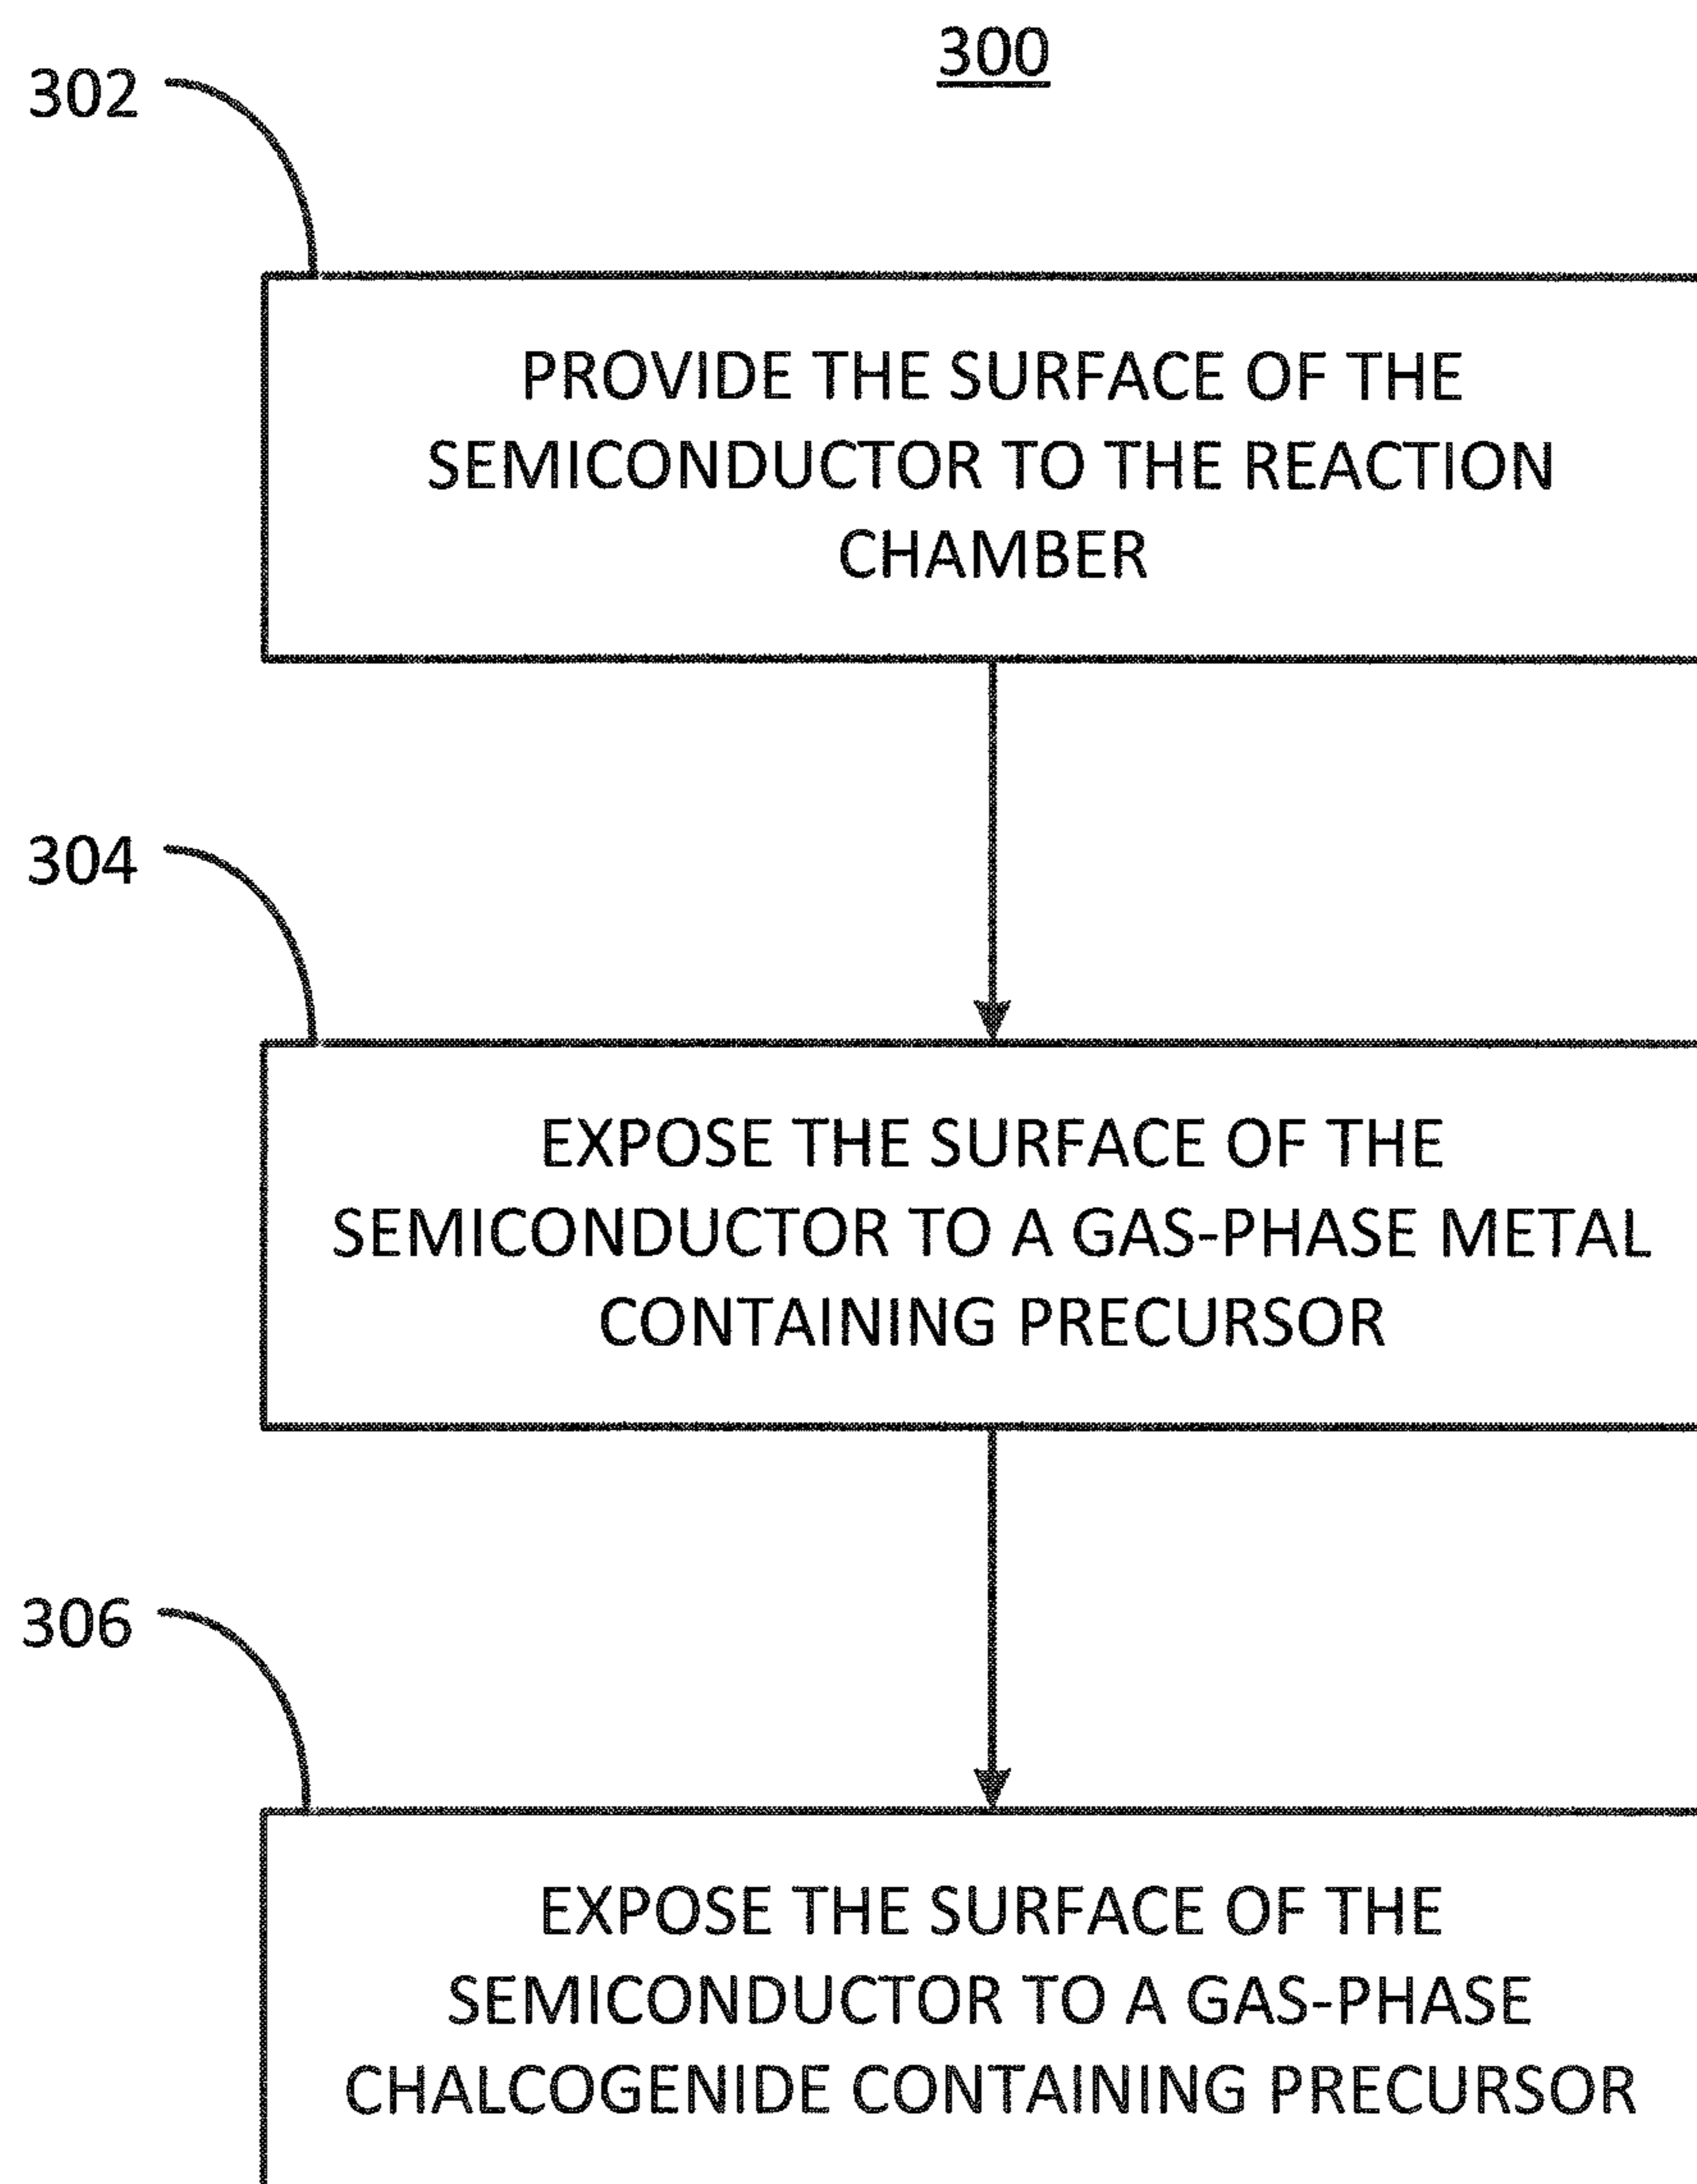 300
302
PROVIDE THE SURFACE OF THE
SEMICONDUCTOR TO THE REACTION
CHAMBER
304
EXPOSE THE SURFACE OF THE
SEMICONDUCTOR TO A GAS-PHASE METAL
CONTAINING PRECURSOR
306
EXPOSE THE SURFACE OF THE
SEMICONDUCTOR TO A GAS-PHASE
CHALCOGENIDE CONTAINING PRECURSOR